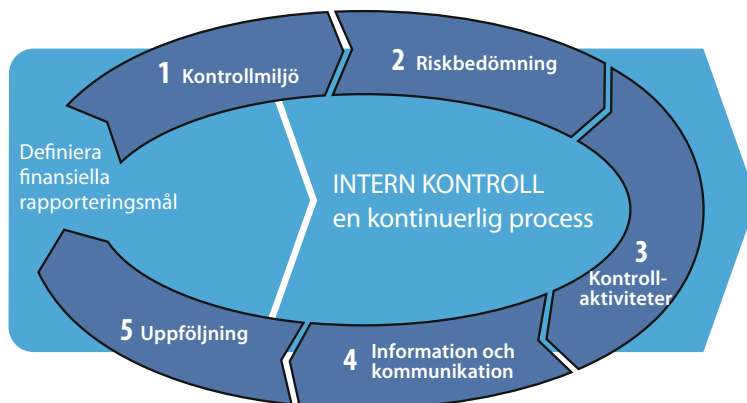 1 Kontrollmiljö
2 Riskbedömning
Definiera
finansiella
rapporteringsmål
INTERN KONTROLL
en kontinuerlig process
3
Kontroll-
aktiviteter
4 Information och
kommunikation
5 Uppföljning